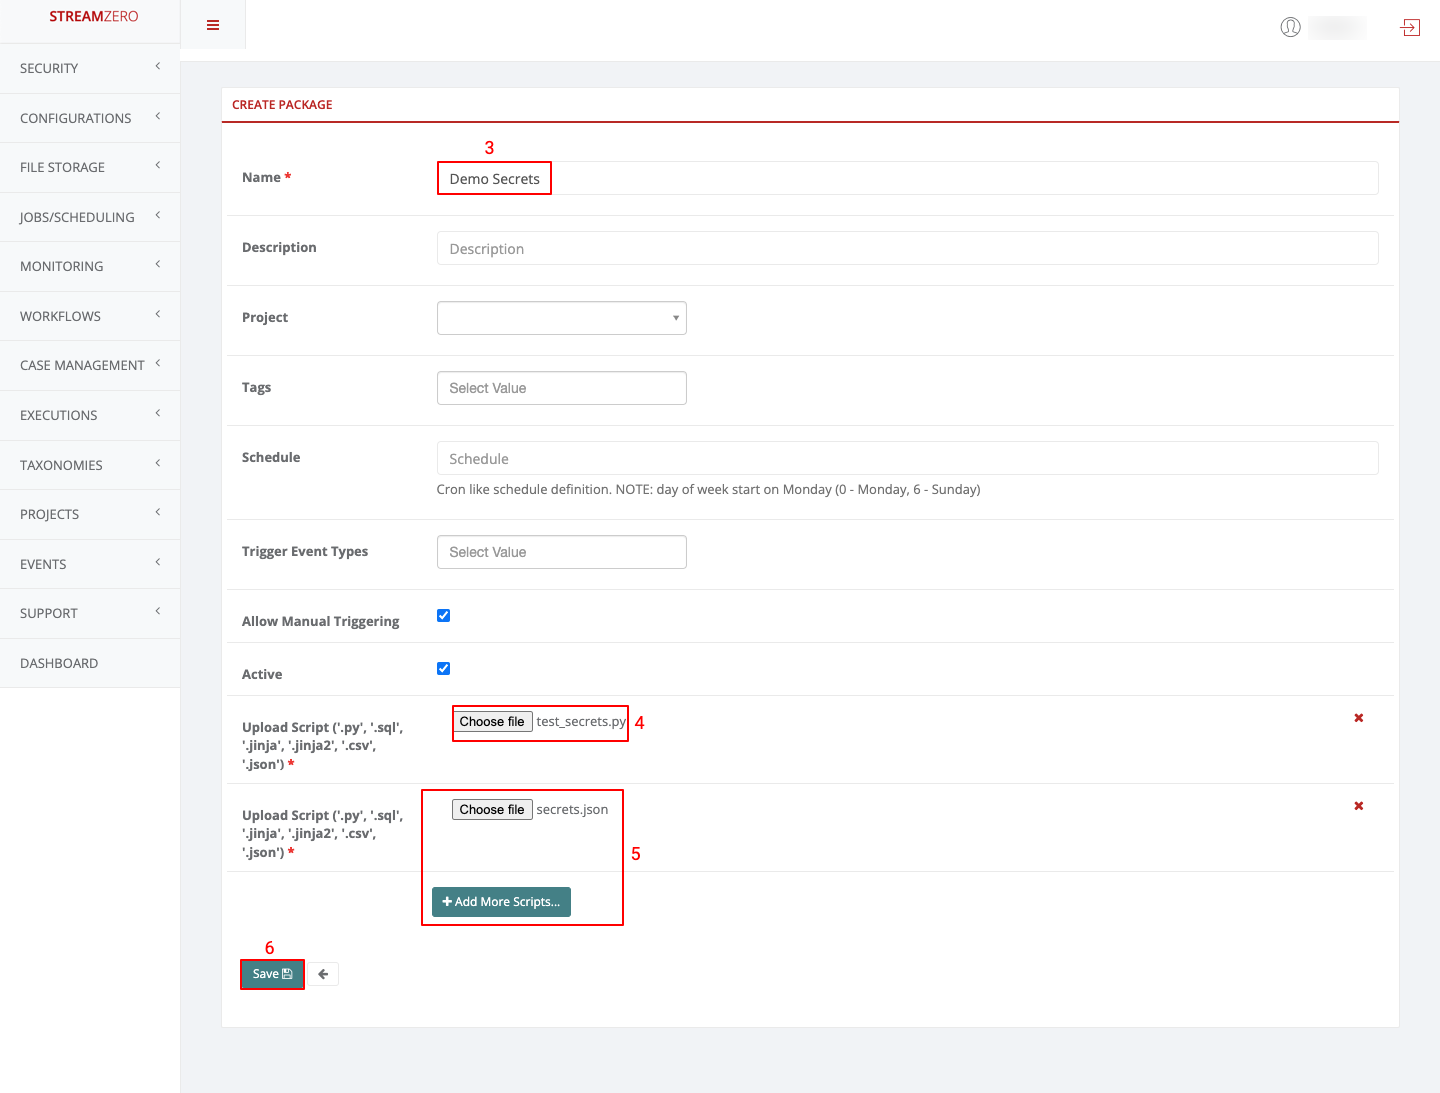 STREAMZERO
SECURITY
CONFIGURATIONS
FILE STORAGE
JOBS/SCHEDULING
MONITORING
WORKFLOWS
CASE MANAGEMENT
EXECUTIONS
TAXONOMIES
PROJECTS
EVENTS
SUPPORT
DASHBOARD
CREATE PACKAGE
3
Name *
Demo Secrets
Description
Description
Project
Tags
Select Value
Schedule
Schedule
Cron like schedule definition. NOTE: day of week start on Monday (0 - Monday, 6 - Sunday)
Trigger Event Types
Select Value
Allow Manual Triggering
Active
Upload Script ('.py', '.sql',
'.jinja', '.jinja2', '.csv',
'.json') *
Choose file test_secrets.py
4
Upload Script ('.py', '.sql',
'.jinja', '.jinja2', '.csv',
'.json') *
Choose file secrets.json
5
Add More Scripts...
6
Save